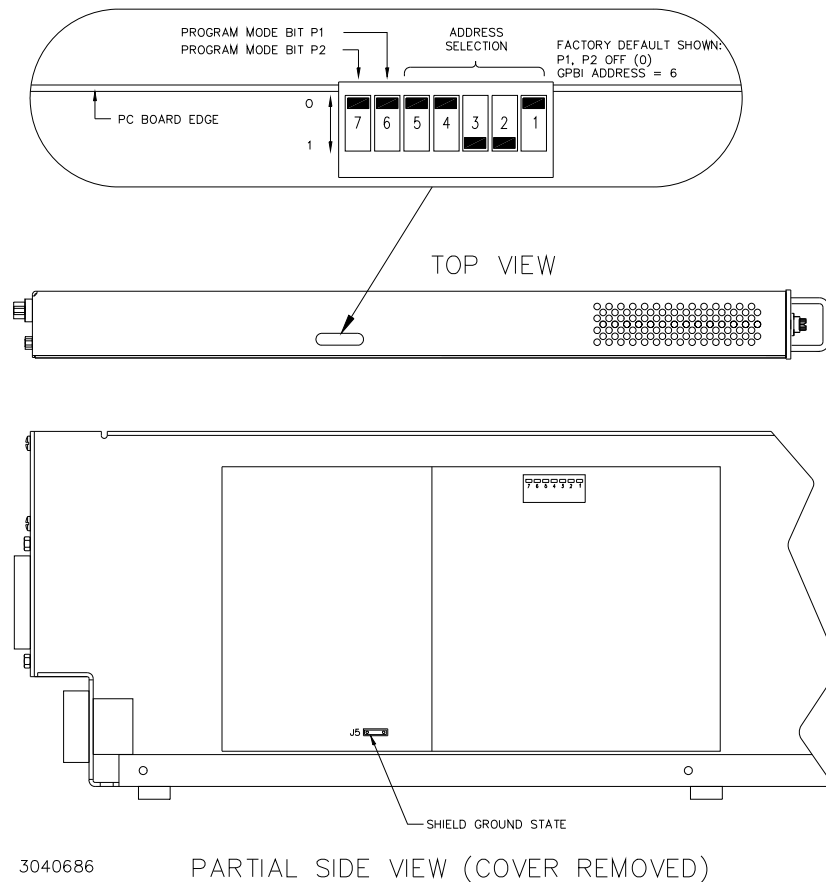 PROGRAM MODE BIT P1
PROGRAM MODE BIT P2
ADDRESS
SELECTION
FACTORY DEFAULT SHOWN:
P1, P2 OFF (0)
GPBI ADDRESS = 6
PC BOARD EDGE
0
1
7 6 5 4 3 2 1
TOP VIEW
J5
SHIELD GROUND STATE
3040686
PARTIAL SIDE VIEW (COVER REMOVED)